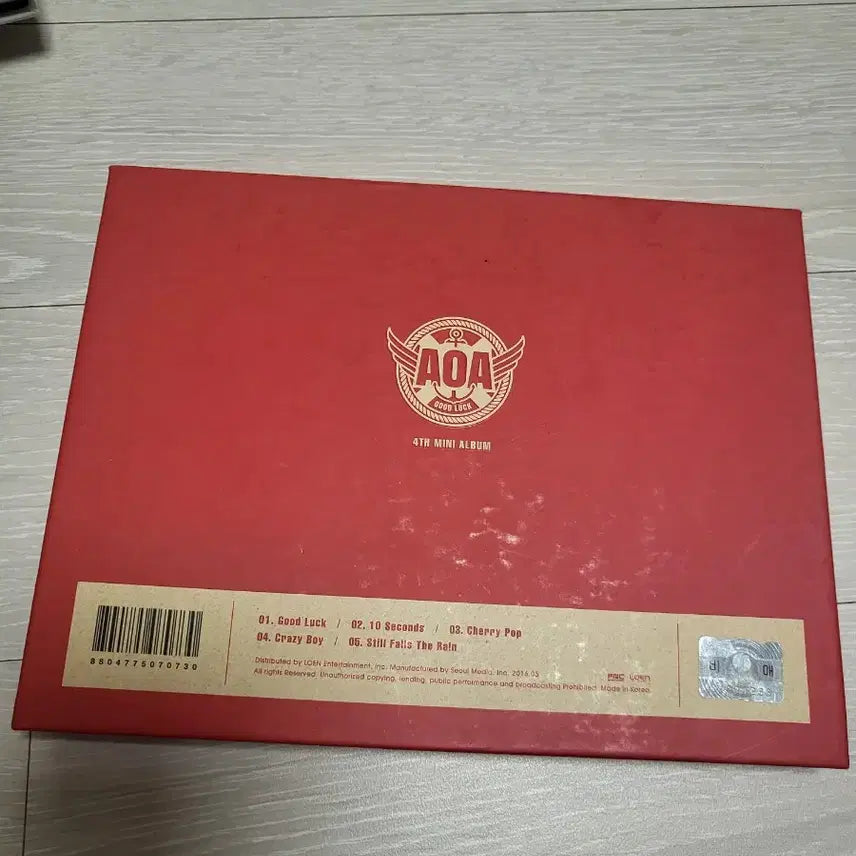 AOA
GOOD LUCK
4TH MINI ALBUM
01. Good Luck / 02. 10 Seconds / 03. Cherry Pop
04. Crazy Boy / 05. Still Falls The Rain
8804775070730
Distributed by LOEN Entertainment, Inc. Manufactured by Seoul Media, Inc. 2016.05
All rights Reserved. Unauthorized copying, lending, public performance and broadcasting Prohibited. Made in Korea.
FNC LOEN